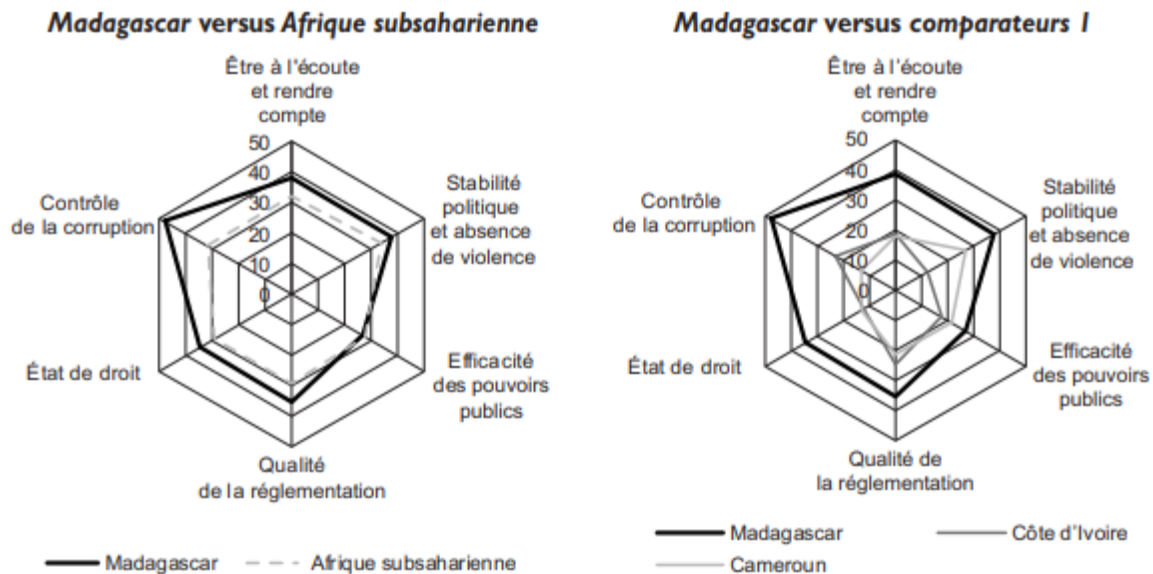 Madagascar versus Afrique subsaharienne
Être à l'écoute
et rendre
compte
50
40
30
20
10
0
Stabilité
politique
et absence
de violence
Efficacité
des pouvoirs
publics
Qualité
de la réglementation
État de droit
Contrôle
de la corruption
Madagascar
Afrique subsaharienne
Madagascar versus comparateurs 1
Être à l'écoute
et rendre
compte
50
40
30
20
10
0
Stabilité
politique
et absence
de violence
Efficacité
des pouvoirs
publics
Qualité de
la réglementation
État de droit
Contrôle
de la corruption
Madagascar
Côte d'Ivoire
Cameroun